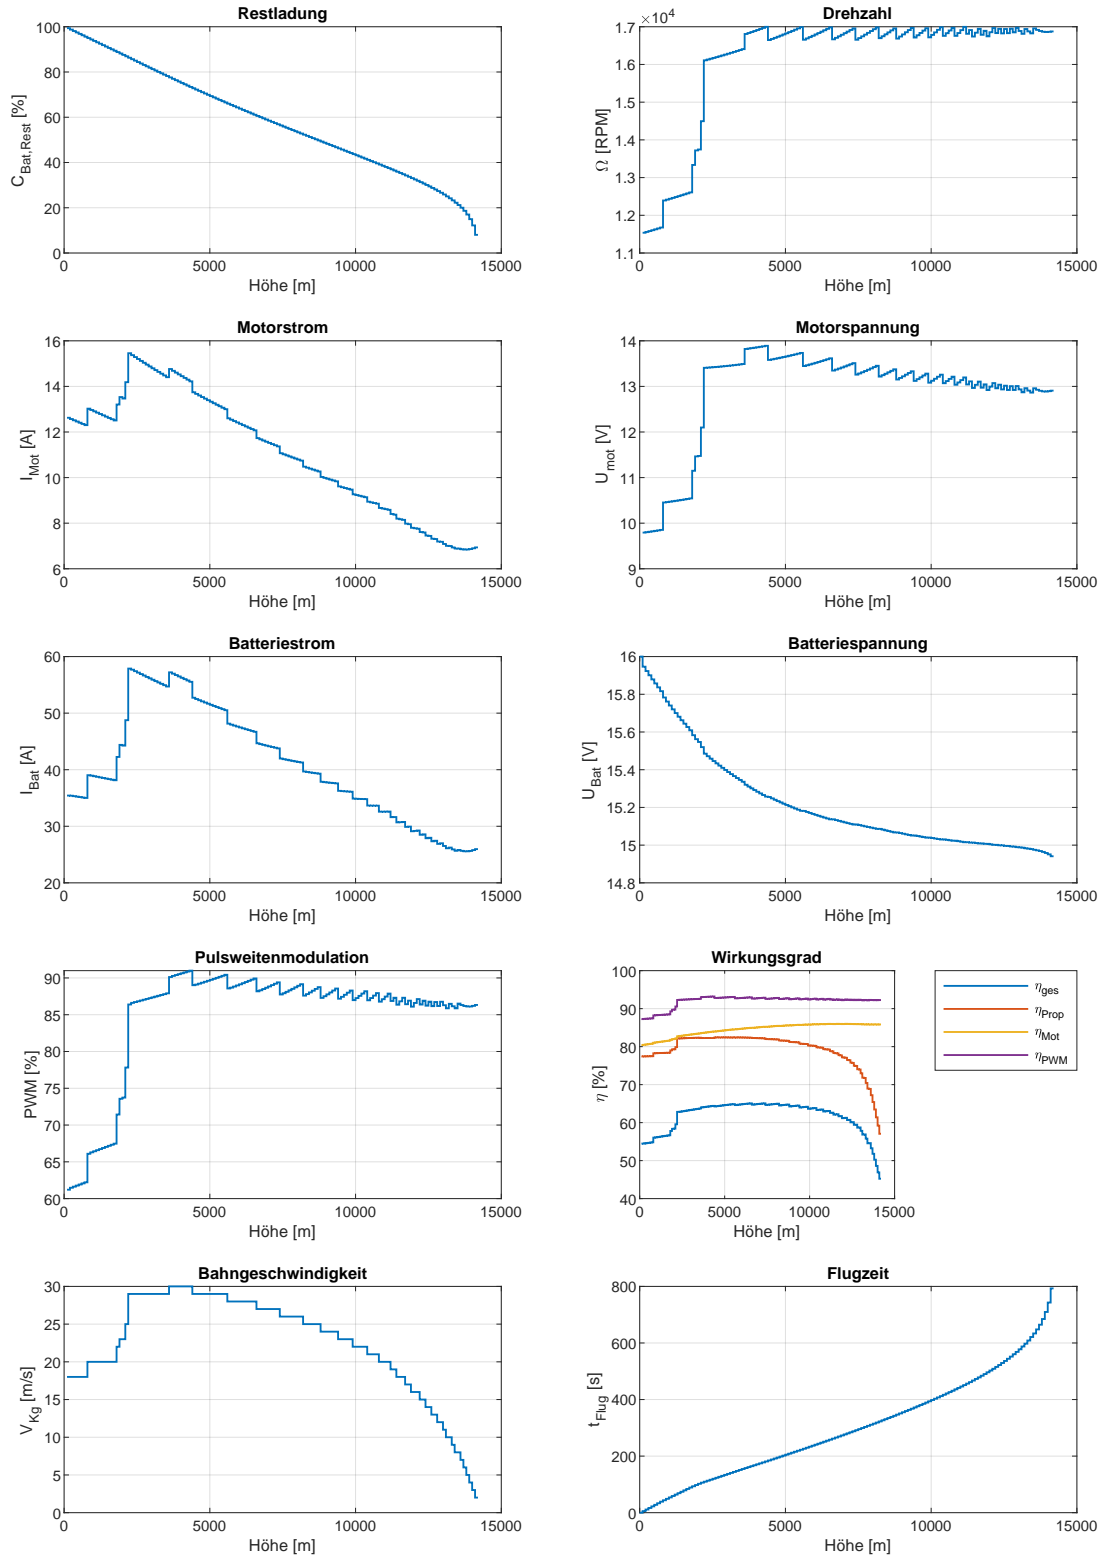 Restladung
C_Bat,Rest [%]
100
80
60
40
20
0
0 5000 10000 15000
Höhe [m]
Drehzahl
×10^4
Ω [RPM]
1.7
1.6
1.5
1.4
1.3
1.2
1.1
0 5000 10000 15000
Höhe [m]
Motorstrom
I_Mot [A]
16
14
12
10
8
6
0 5000 10000 15000
Höhe [m]
Motorspannung
U_mot [V]
14
13
12
11
10
9
0 5000 10000 15000
Höhe [m]
Batteriestrom
I_Bat [A]
60
50
40
30
20
0 5000 10000 15000
Höhe [m]
Batteriespannung
U_Bat [V]
16
15.8
15.6
15.4
15.2
15
14.8
0 5000 10000 15000
Höhe [m]
Pulsweitenmodulation
PWM [%]
90
85
80
75
70
65
60
0 5000 10000 15000
Höhe [m]
Wirkungsgrad
η [%]
100
90
80
70
60
50
40
0 5000 10000 15000
Höhe [m]
η_ges
η_Prop
η_Mot
η_PWM
Bahngeschwindigkeit
V_Kg [m/s]
30
25
20
15
10
5
0
0 5000 10000 15000
Höhe [m]
Flugzeit
t_Flug [s]
800
600
400
200
0
0 5000 10000 15000
Höhe [m]